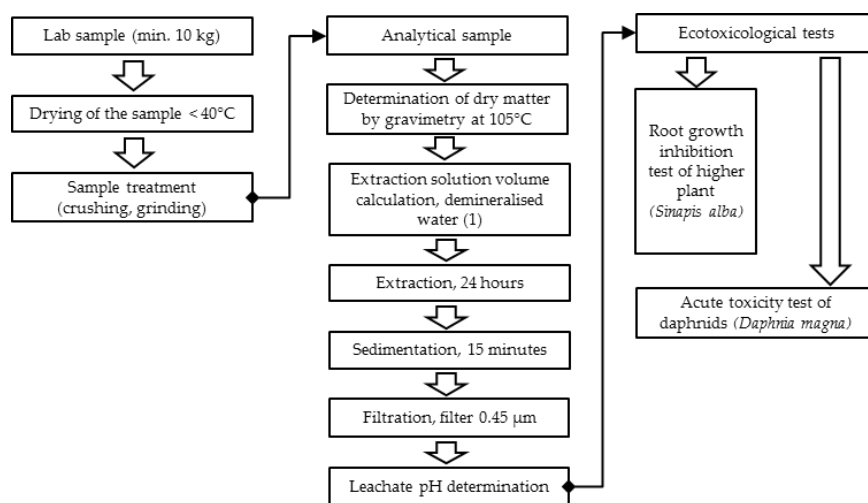 Lab sample (min. 10 kg)
Drying of the sample <40°C
Sample treatment
(crushing, grinding)
Analytical sample
Determination of dry matter
by gravimetry at 105°C
Extraction solution volume
calculation, demineralised
water (1)
Extraction, 24 hours
Sedimentation, 15 minutes
Filtration, filter 0.45 µm
Leachate pH determination
Ecotoxicological tests
Root growth
inhibition
test of higher
plant
(Sinapis alba)
Acute toxicity test of
daphnids (Daphnia magna)